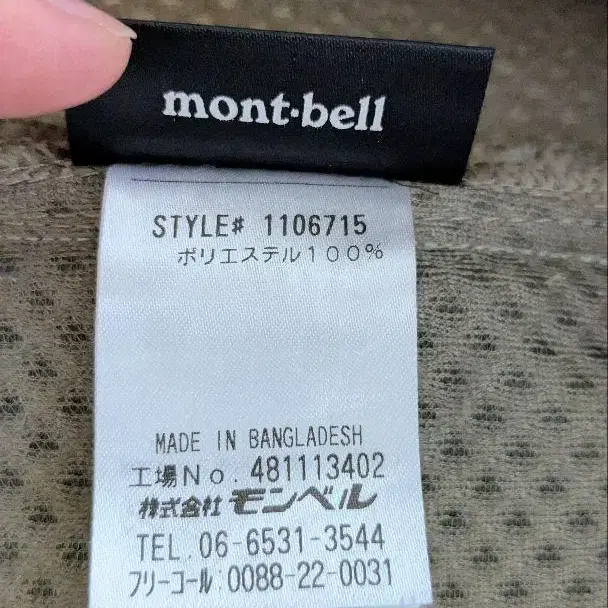 mont-bell
STYLE# 1106715
ポリエステル100%
MADE IN BANGLADESH
工場No. 481113402
株式会社モンベル
TEL. 06-6531-3544
フリーコール:0088-22-0031